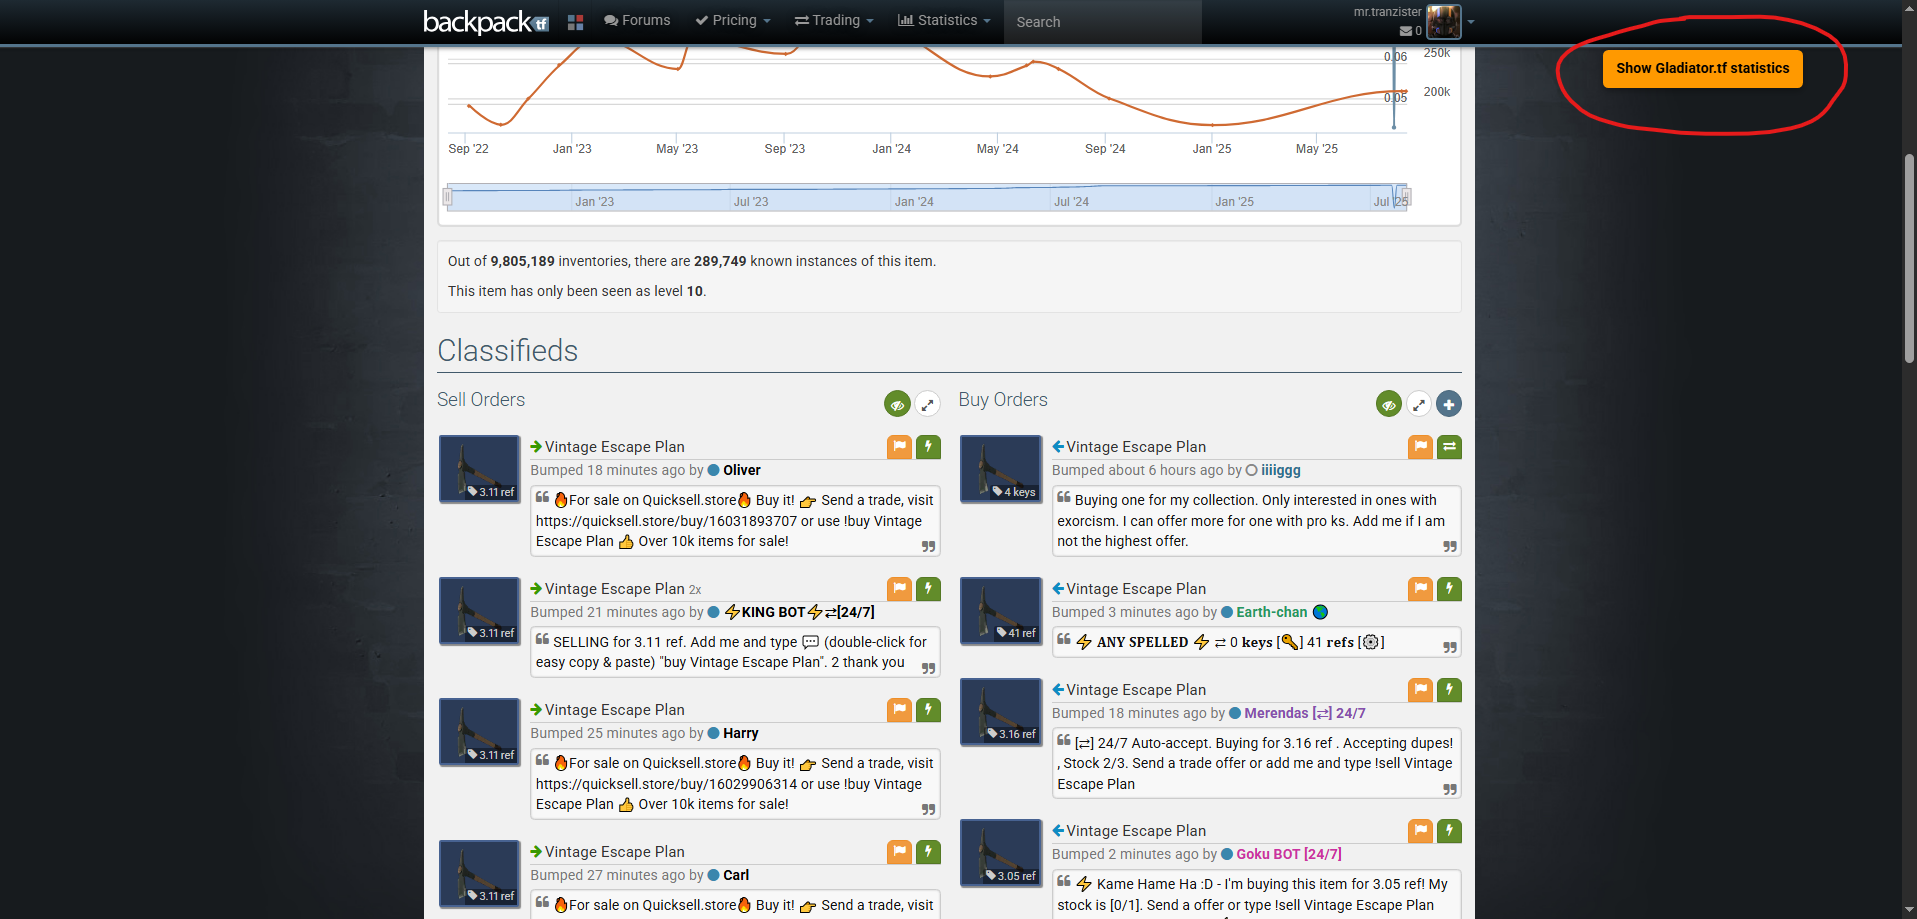 backpack tf Forums Pricing Trading Statistics Search mr.tranzister 0
Show Gladiator.tf statistics
0.06 250k
0.05 200k
Sep '22 Jan '23 May '23 Sep '23 Jan '24 May '24 Sep '24 Jan '25 May '25
Jan '23 Jul '23 Jan '24 Jul '24 Jan '25 Jul '25
Out of 9,805,189 inventories, there are 289,749 known instances of this item.
This item has only been seen as level 10.
Classifieds
Sell Orders
Vintage Escape Plan
Bumped 18 minutes ago by Oliver
3.11 ref
🔥For sale on Quicksell.store🔥 Buy it! 👉 Send a trade, visit
https://quicksell.store/buy/16031893707 or use !buy Vintage
Escape Plan 👍 Over 10k items for sale!
Vintage Escape Plan 2x
Bumped 21 minutes ago by ⚡KING BOT⚡⇄[24/7]
3.11 ref
SELLING for 3.11 ref. Add me and type 💬 (double-click for
easy copy & paste) "buy Vintage Escape Plan". 2 thank you
Vintage Escape Plan
Bumped 25 minutes ago by Harry
3.11 ref
🔥For sale on Quicksell.store🔥 Buy it! 👉 Send a trade, visit
https://quicksell.store/buy/16029906314 or use !buy Vintage
Escape Plan 👍 Over 10k items for sale!
Vintage Escape Plan
Bumped 27 minutes ago by Carl
3.11 ref
🔥For sale on Quicksell.store🔥 Buy it! 👉 Send a trade, visit
Buy Orders
Vintage Escape Plan
Bumped about 6 hours ago by iiiiggg
4 keys
Buying one for my collection. Only interested in ones with
exorcism. I can offer more for one with pro ks. Add me if I am
not the highest offer.
Vintage Escape Plan
Bumped 3 minutes ago by Earth-chan 🌎
41 ref
⚡ ANY SPELLED ⚡ ⇄ 0 keys [🔑] 41 refs [⚙]
Vintage Escape Plan
Bumped 18 minutes ago by Merendas [⇄] 24/7
3.16 ref
[⇄] 24/7 Auto-accept. Buying for 3.16 ref . Accepting dupes!
, Stock 2/3. Send a trade offer or add me and type !sell Vintage
Escape Plan
Vintage Escape Plan
Bumped 2 minutes ago by Goku BOT [24/7]
3.05 ref
⚡ Kame Hame Ha :D - I'm buying this item for 3.05 ref! My
stock is [0/1]. Send a offer or type !sell Vintage Escape Plan